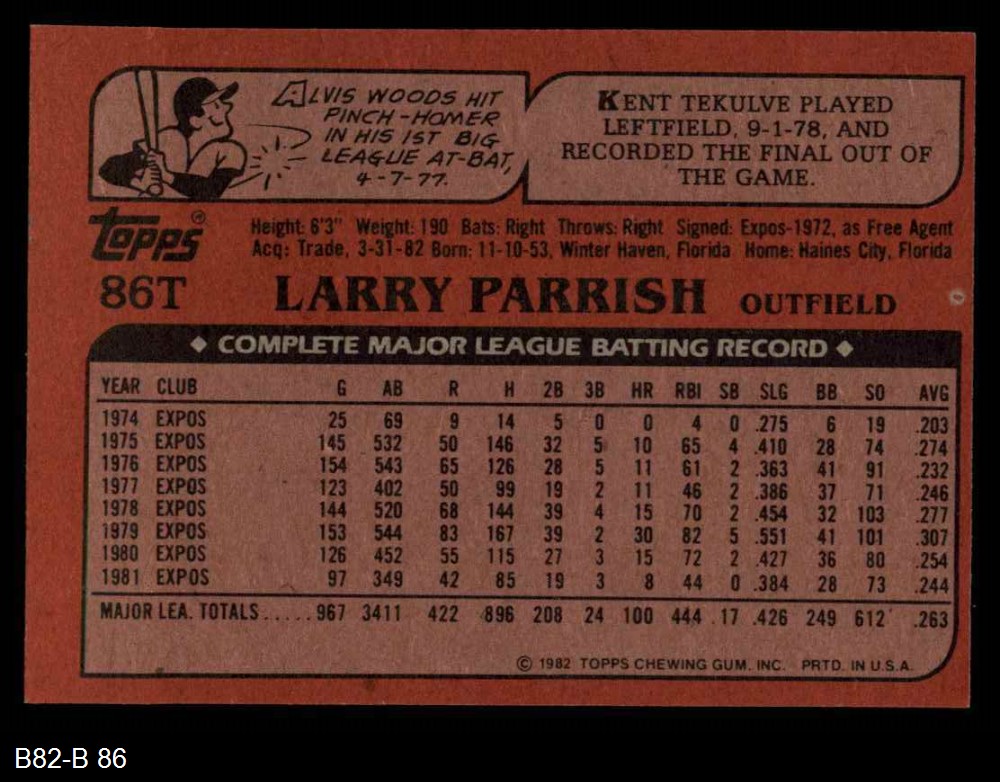 ALVIS WOODS HIT
PINCH-HOMER
IN HIS 1ST BIG
LEAGUE AT-BAT,
4-7-77.
KENT TEKULVE PLAYED
LEFTFIELD, 9-1-78, AND
RECORDED THE FINAL OUT OF
THE GAME.
Topps®
Height: 6'3" Weight: 190 Bats: Right Throws: Right Signed: Expos-1972, as Free Agent
Acq: Trade, 3-31-82 Born: 11-10-53, Winter Haven, Florida Home: Haines City, Florida
86T LARRY PARRISH OUTFIELD
◆ COMPLETE MAJOR LEAGUE BATTING RECORD ◆
YEAR CLUB G AB R H 2B 3B HR RBI SB SLG BB SO AVG
1974 EXPOS 25 69 9 14 5 0 0 4 0 .275 6 19 .203
1975 EXPOS 145 532 50 146 32 5 10 65 4 .410 28 74 .274
1976 EXPOS 154 543 65 126 28 5 11 61 2 .363 41 91 .232
1977 EXPOS 123 402 50 99 19 2 11 46 2 .386 37 71 .246
1978 EXPOS 144 520 68 144 39 4 15 70 2 .454 32 103 .277
1979 EXPOS 153 544 83 167 39 2 30 82 5 .551 41 101 .307
1980 EXPOS 126 452 55 115 27 3 15 72 2 .427 36 80 .254
1981 EXPOS 97 349 42 85 19 3 8 44 0 .384 28 73 .244
MAJOR LEA. TOTALS.....967 3411 422 896 208 24 100 444 17 .426 249 612 .263
© 1982 TOPPS CHEWING GUM. INC. PRTD. IN U.S.A.
B82-B 86